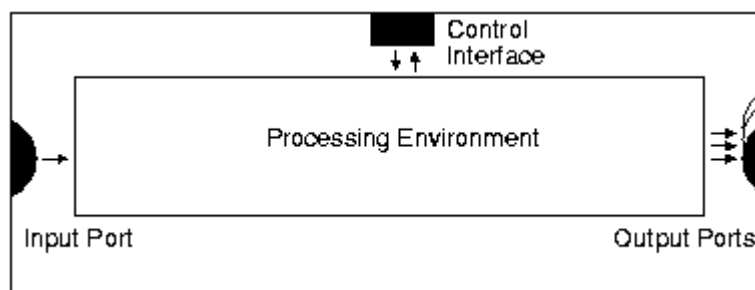 Control
Interface
Processing Environment
Input Port
Output Ports